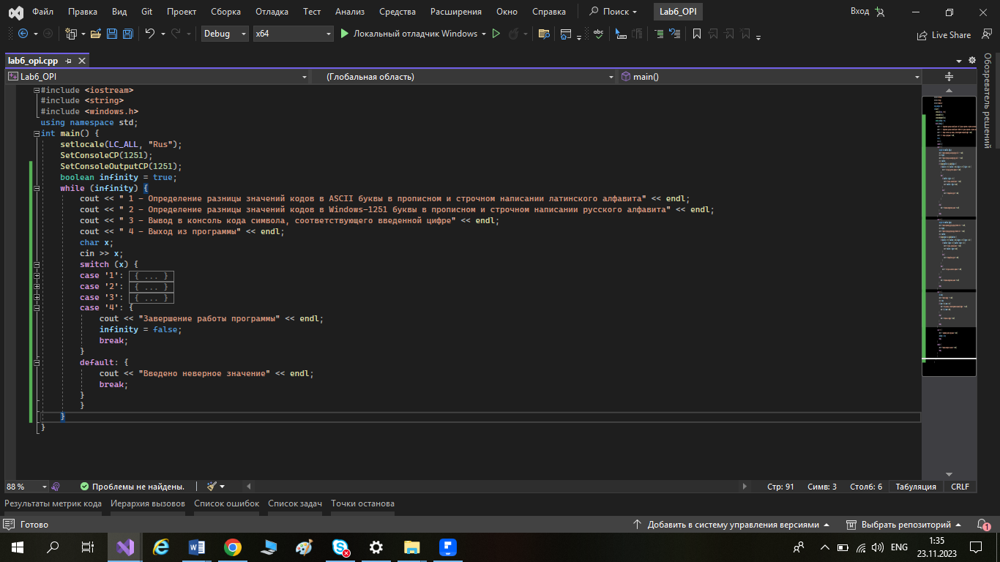 Файл Правка Вид Git Проект Сборка Отладка Тест Анализ Средства Расширения Окно Справка Поиск Lab6_OPI Вход
Debug x64 Локальный отладчик Windows Live Share
lab6_opi.cpp
Lab6_OPI (Глобальная область) main()
Обозреватель решений
#include <iostream>
#include <string>
#include <windows.h>
using namespace std;
int main() {
setlocale(LC_ALL, "Rus");
SetConsoleCP(1251);
SetConsoleOutputCP(1251);
boolean infinity = true;
while (infinity) {
cout << " 1 - Определение разницы значений кодов в ASCII буквы в прописном и строчном написании латинского алфавита" << endl;
cout << " 2 - Определение разницы значений кодов в Windows-1251 буквы в прописном и строчном написании русского алфавита" << endl;
cout << " 3 - Вывод в консоль кода символа, соответствующего введенной цифре" << endl;
cout << " 4 - Выход из программы" << endl;
char x;
cin >> x;
switch (x) {
case '1': { ... }
case '2': { ... }
case '3': { ... }
case '4': {
cout << "Завершение работы программы" << endl;
infinity = false;
break;
}
default: {
cout << "Введено неверное значение" << endl;
break;
}
}
}
}
88 % Проблемы не найдены. Стр: 91 Симв: 3 Столб: 6 Табуляция CRLF
Результаты метрик кода Иерархия вызовов Список ошибок Список задач Точки останова
Готово Добавить в систему управления версиями Выбрать репозиторий 1
ENG 1:35
23.11.2023